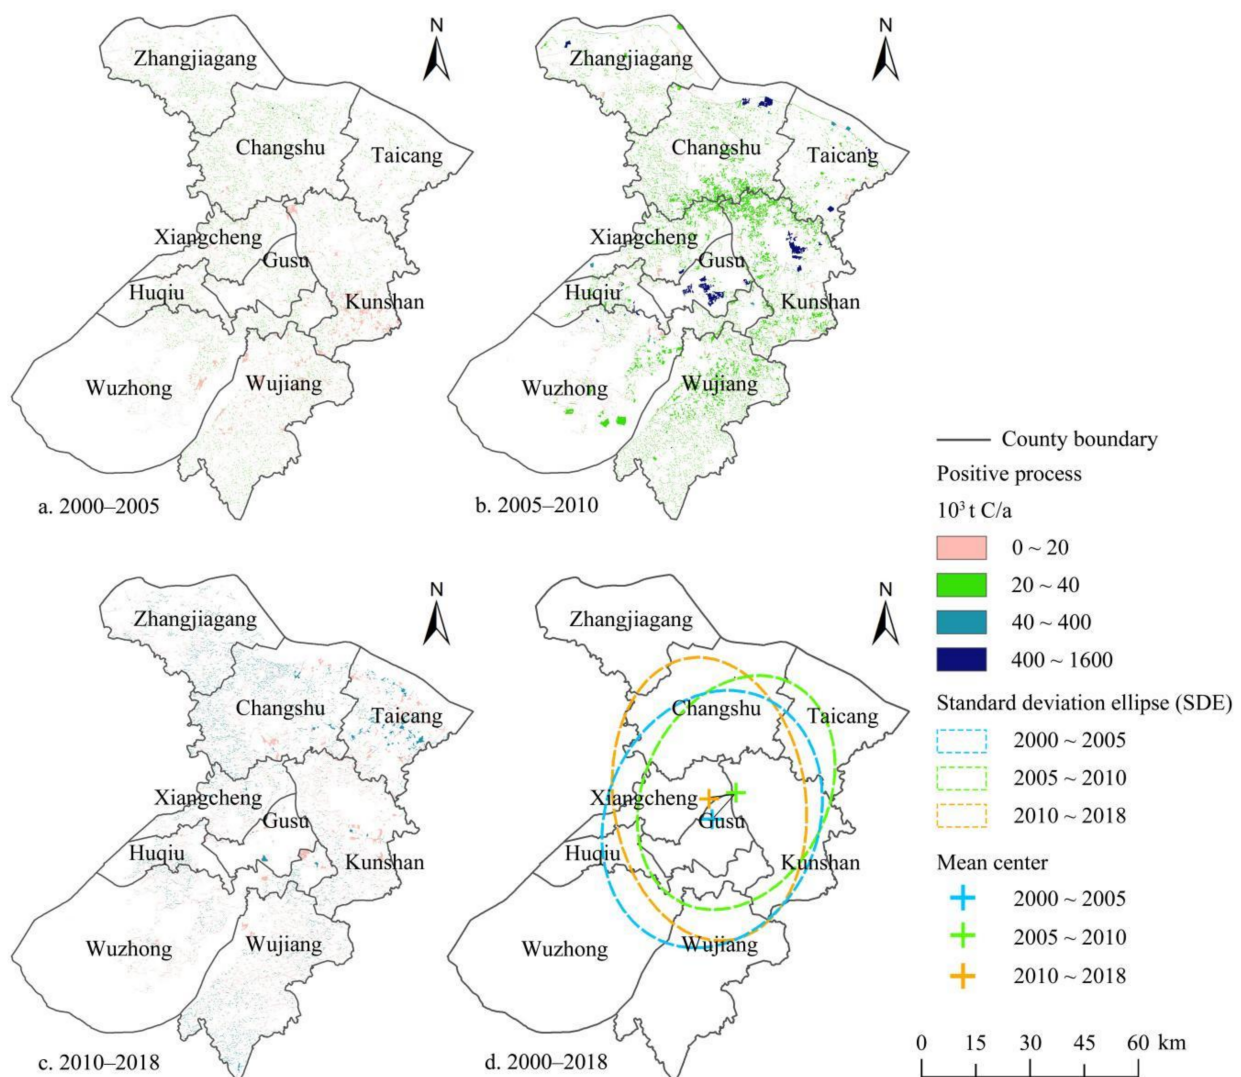 N
Zhangjiagang
Changshu
Taicang
Xiangcheng
Gusu
Huqiu
Kunshan
Wuzhong
Wujiang
a. 2000–2005
N
Zhangjiagang
Changshu
Taicang
Xiangcheng
Gusu
Huqiu
Kunshan
Wuzhong
Wujiang
b. 2005–2010
N
Zhangjiagang
Changshu
Taicang
Xiangcheng
Gusu
Huqiu
Kunshan
Wuzhong
Wujiang
c. 2010–2018
N
Zhangjiagang
Changshu
Taicang
Xiangcheng
Gusu
Huqiu
Kunshan
Wuzhong
Wujiang
d. 2000–2018
County boundary
Positive process
10³ t C/a
0 ~ 20
20 ~ 40
40 ~ 400
400 ~ 1600
Standard deviation ellipse (SDE)
2000 ~ 2005
2005 ~ 2010
2010 ~ 2018
Mean center
2000 ~ 2005
2005 ~ 2010
2010 ~ 2018
0 15 30 45 60 km